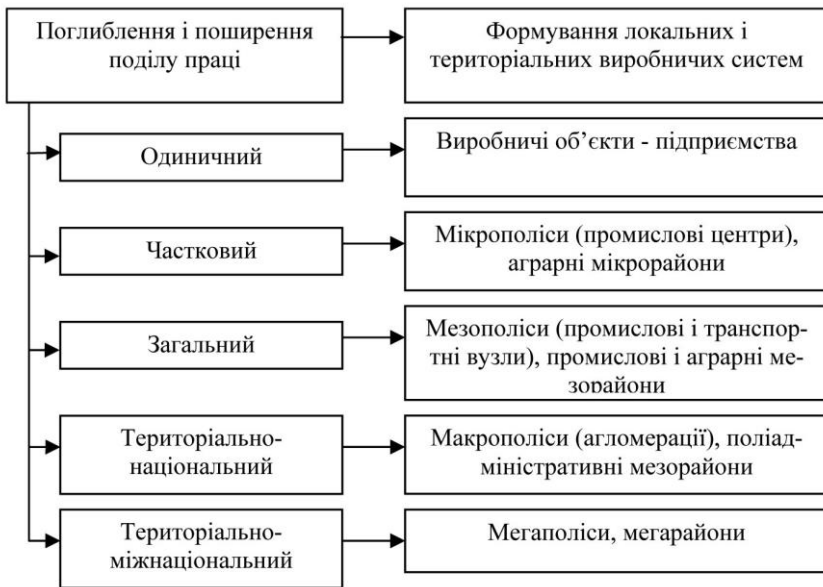 Поглиблення і поширення
поділу праці
Формування локальних і
територіальних виробничих систем
Одиничний
Виробничі об’єкти - підприємства
Частковий
Мікрополіси (промислові центри),
аграрні мікрорайони
Загальний
Мезополіси (промислові і транспор-
тні вузли), промислові і аграрні ме-
зорайони
Територіально-
національний
Макрополіси (агломерації), поліад-
міністративні мезорайони
Територіально-
міжнаціональний
Мегаполіси, мегарайони